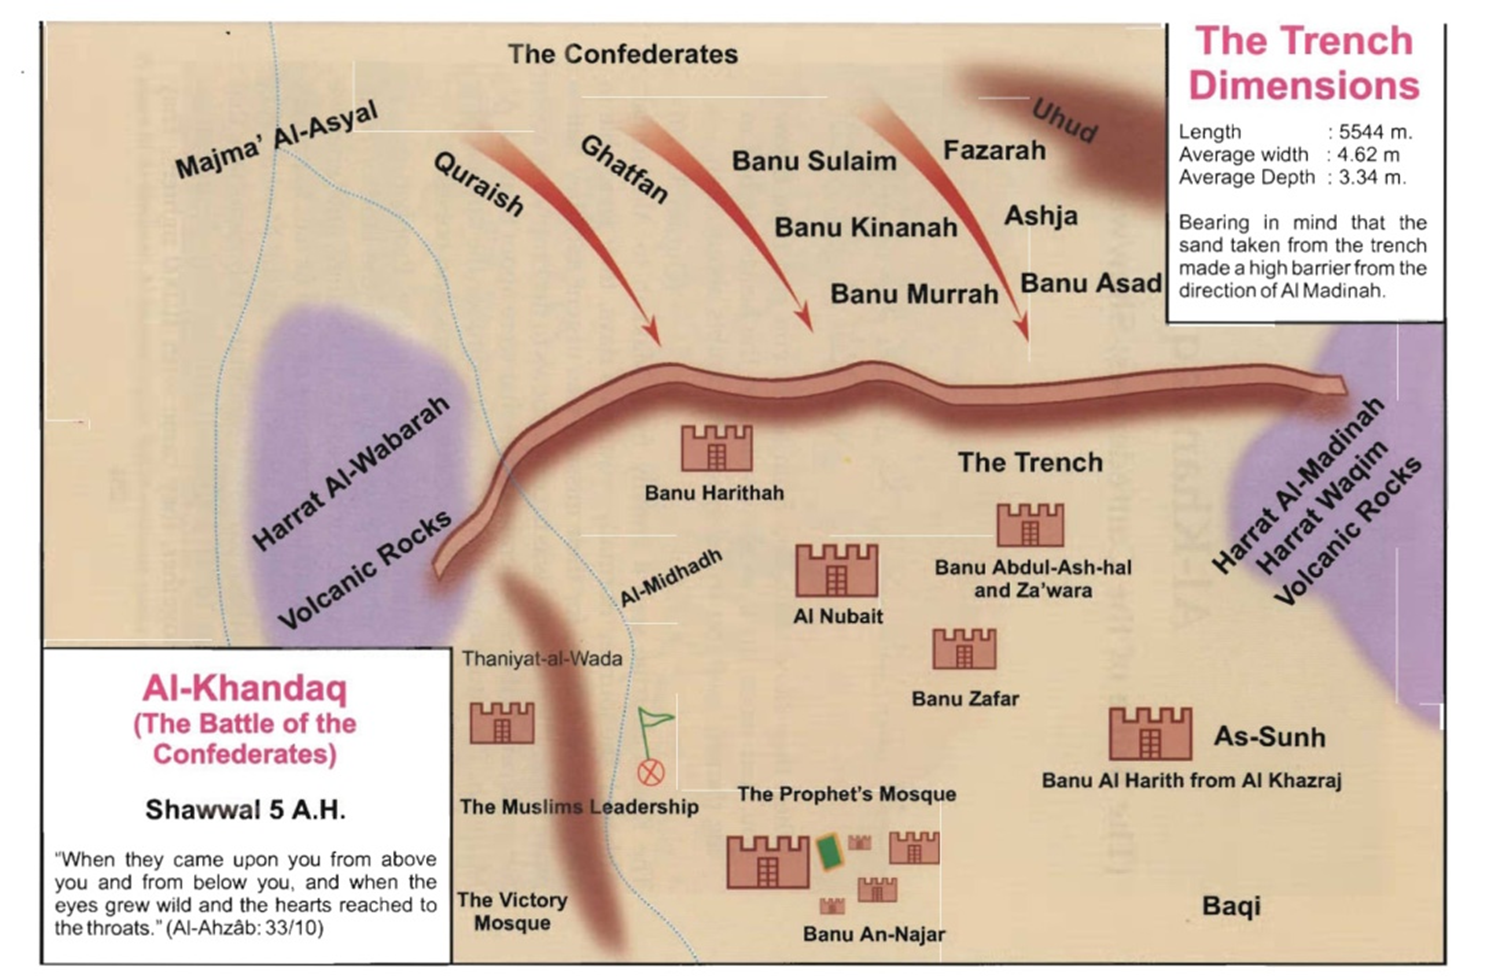 The Confederates
The Trench
Dimensions
Length : 5544 m.
Average width : 4.62 m
Average Depth : 3.34 m.
Bearing in mind that the
sand taken from the trench
made a high barrier from the
direction of Al Madinah.
Uhud
Majma’ Al-Asyal
Quraish
Ghatfan
Banu Sulaim
Fazarah
Banu Kinanah
Ashja
Banu Murrah
Banu Asad
Harrat Al-Wabarah
Volcanic Rocks
Harrat Al-Madinah
Harrat Waqim
Volcanic Rocks
The Trench
Banu Harithah
Banu Abdul-Ash-hal
and Za’wara
Al-Midhadh
Al Nubait
Thaniyat-al-Wada
Banu Zafar
As-Sunh
Banu Al Harith from Al Khazraj
The Muslims Leadership
The Prophet’s Mosque
The Victory
Mosque
Banu An-Najar
Baqi
Al-Khandaq
(The Battle of the
Confederates)
Shawwal 5 A.H.
“When they came upon you from above
you and from below you, and when the
eyes grew wild and the hearts reached to
the throats.” (Al-Ahzâb: 33/10)